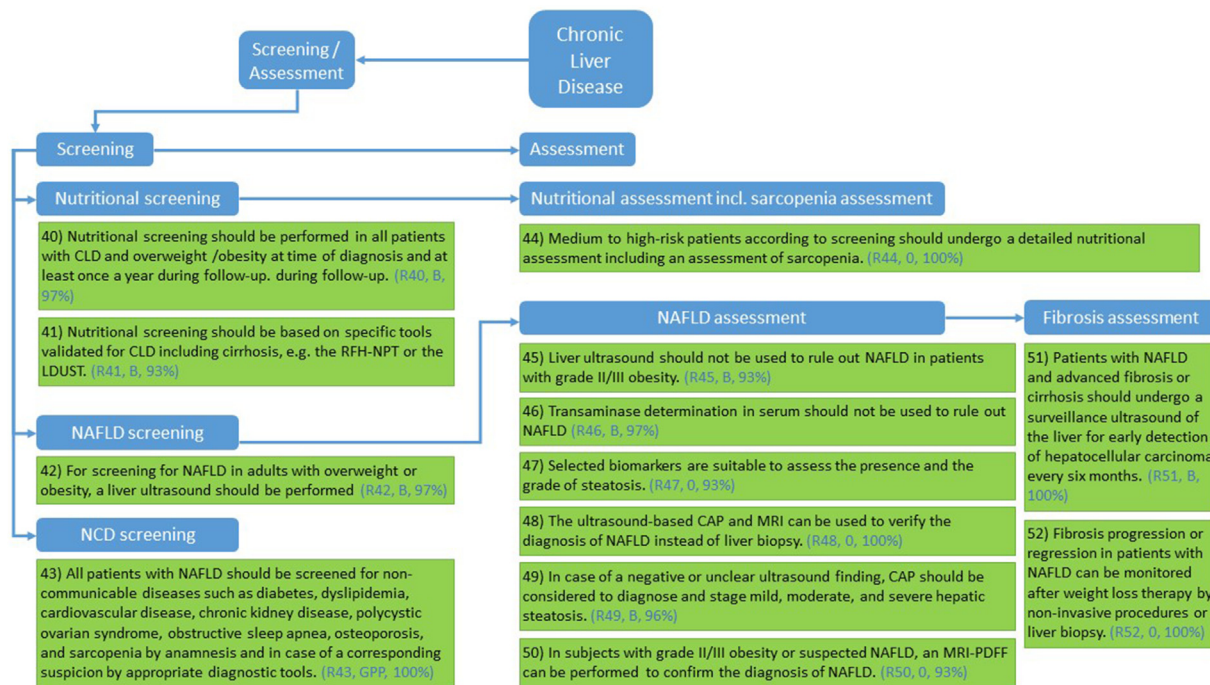 Chronic
Liver
Disease
Screening /
Assessment
Screening
Assessment
Nutritional screening
Nutritional assessment incl. sarcopenia assessment
40) Nutritional screening should be performed in all patients
with CLD and overweight /obesity at time of diagnosis and at
least once a year during follow-up. during follow-up. (R40, B,
97%)
41) Nutritional screening should be based on specific tools
validated for CLD including cirrhosis, e.g. the RFH-NPT or the
LDUST. (R41, B, 93%)
44) Medium to high-risk patients according to screening should undergo a detailed nutritional
assessment including an assessment of sarcopenia. (R44, 0, 100%)
NAFLD screening
42) For screening for NAFLD in adults with overweight or
obesity, a liver ultrasound should be performed (R42, B, 97%)
NCD screening
43) All patients with NAFLD should be screened for non-
communicable diseases such as diabetes, dyslipidemia,
cardiovascular disease, chronic kidney disease, polycystic
ovarian syndrome, obstructive sleep apnea, osteoporosis,
and sarcopenia by anamnesis and in case of a corresponding
suspicion by appropriate diagnostic tools. (R43, GPP, 100%)
NAFLD assessment
45) Liver ultrasound should not be used to rule out NAFLD in patients
with grade II/III obesity. (R45, B, 93%)
46) Transaminase determination in serum should not be used to rule out
NAFLD (R46, B, 97%)
47) Selected biomarkers are suitable to assess the presence and the
grade of steatosis. (R47, 0, 93%)
48) The ultrasound-based CAP and MRI can be used to verify the
diagnosis of NAFLD instead of liver biopsy. (R48, 0, 100%)
49) In case of a negative or unclear ultrasound finding, CAP should be
considered to diagnose and stage mild, moderate, and severe hepatic
steatosis. (R49, B, 96%)
50) In subjects with grade II/III obesity or suspected NAFLD, an MRI-PDFF
can be performed to confirm the diagnosis of NAFLD. (R50, 0, 93%)
Fibrosis assessment
51) Patients with NAFLD
and advanced fibrosis or
cirrhosis should undergo a
surveillance ultrasound of
the liver for early detection
of hepatocellular carcinoma
every six months. (R51, B,
100%)
52) Fibrosis progression or
regression in patients with
NAFLD can be monitored
after weight loss therapy by
non-invasive procedures or
liver biopsy. (R52, 0, 100%)